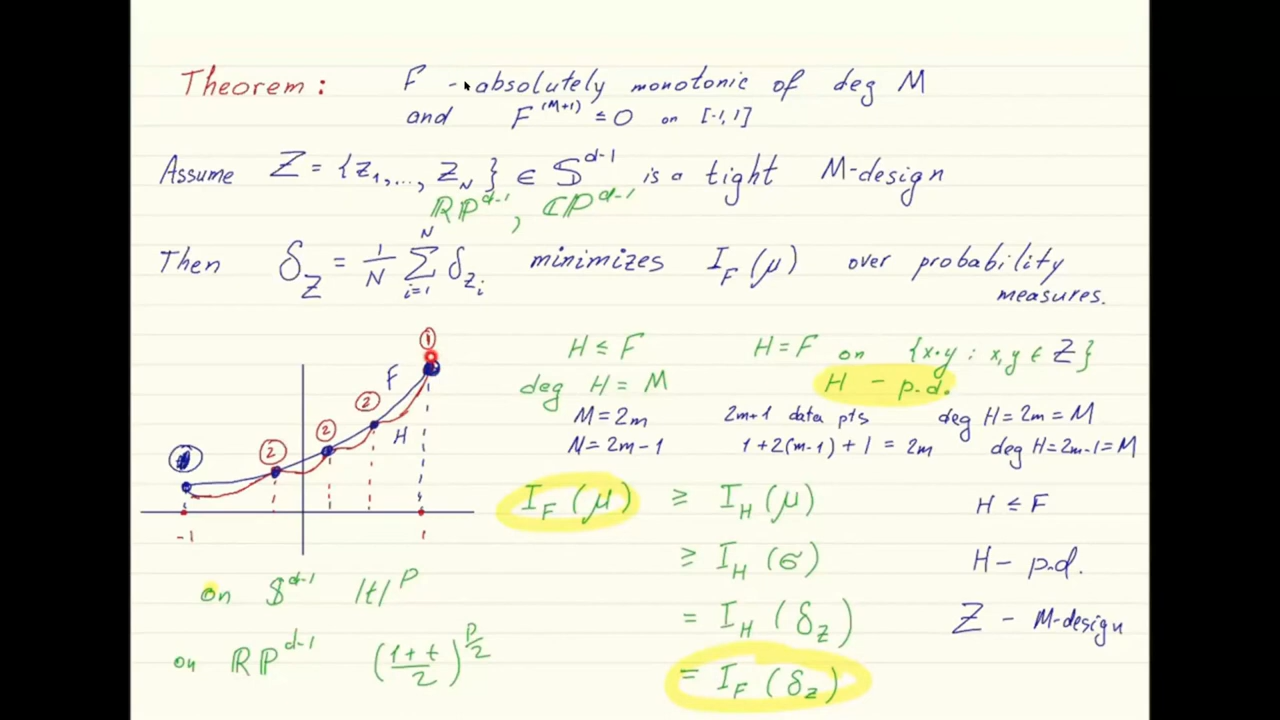 Theorem: F - absolutely monotonic of deg M
and F^(M+1) ≤ 0 on [-1, 1]
Assume Z = {z_1, ..., z_N} ∈ S^d-1 is a tight M-design
RP^d-1, CP^d-1
Then δ_Z = 1/N Σ_{i=1}^N δ_{z_i} minimizes I_F(μ) over probability
measures.
H ≤ F H = F on {x·y : x, y ∈ Z}
deg H = M H - p.d.
M = 2m 2m+1 data pts deg H = 2m = M
N = 2m-1 1+2(m-1)+1 = 2m deg H = 2m-1 = M
1
2 2 2
F
H
-1 1
I_F(μ) ≥ I_H(μ) H ≤ F
≥ I_H(σ) H - p.d.
= I_H(δ_Z) Z - M-design
= I_F(δ_Z)
on S^d-1 |t|^p
on RP^d-1 ((1+t)/2)^(p/2)